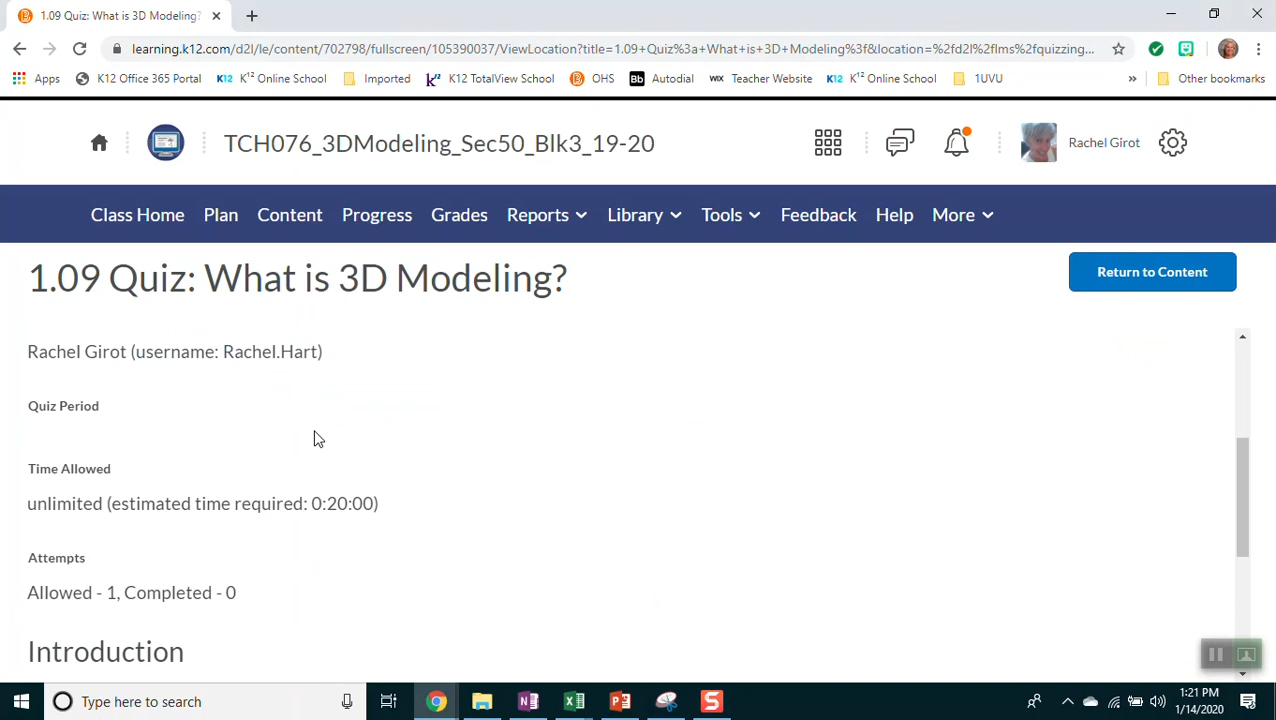 1.09 Quiz: What is 3D Modeling?
learning.k12.com/d2l/le/content/702798/fullscreen/105390037/ViewLocation?title=1.09+Quiz%3a+What+is+3D+Modeling%3f&location=%2fd2l%2flms%2fquizzing...
Apps K12 Office 365 Portal K12 K¹² Online School Imported K12 TotalView School OHS Bb Autodial WiX Teacher Website K12 K¹² Online School 1UVU » Other bookmarks
TCH076_3DModeling_Sec50_Blk3_19-20 Rachel Girot
Class Home Plan Content Progress Grades Reports Library Tools Feedback Help More
1.09 Quiz: What is 3D Modeling? Return to Content
Rachel Girot (username: Rachel.Hart)
Quiz Period
Time Allowed
unlimited (estimated time required: 0:20:00)
Attempts
Allowed - 1, Completed - 0
Introduction
Type here to search 1:21 PM
1/14/2020